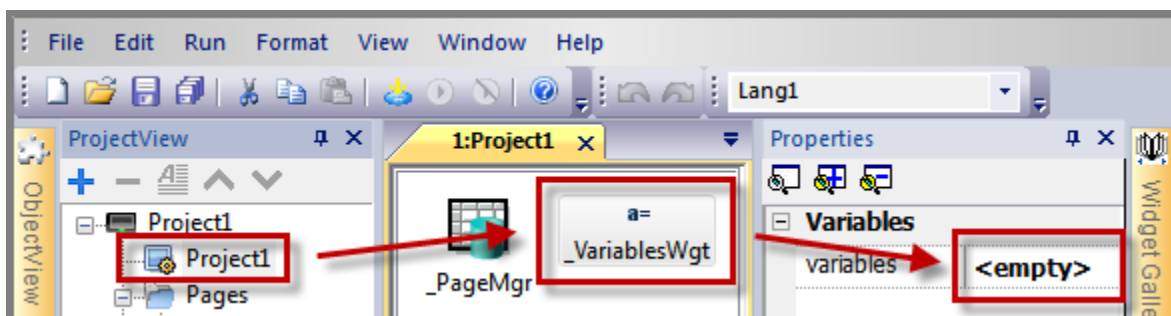 File Edit Run Format View Window Help
Lang1
ProjectView
1:Project1
Properties
ObjectView
Project1
Project1
Pages
_PageMgr
a=
_VariablesWgt
Variables
variables
<empty>
Widget Galle